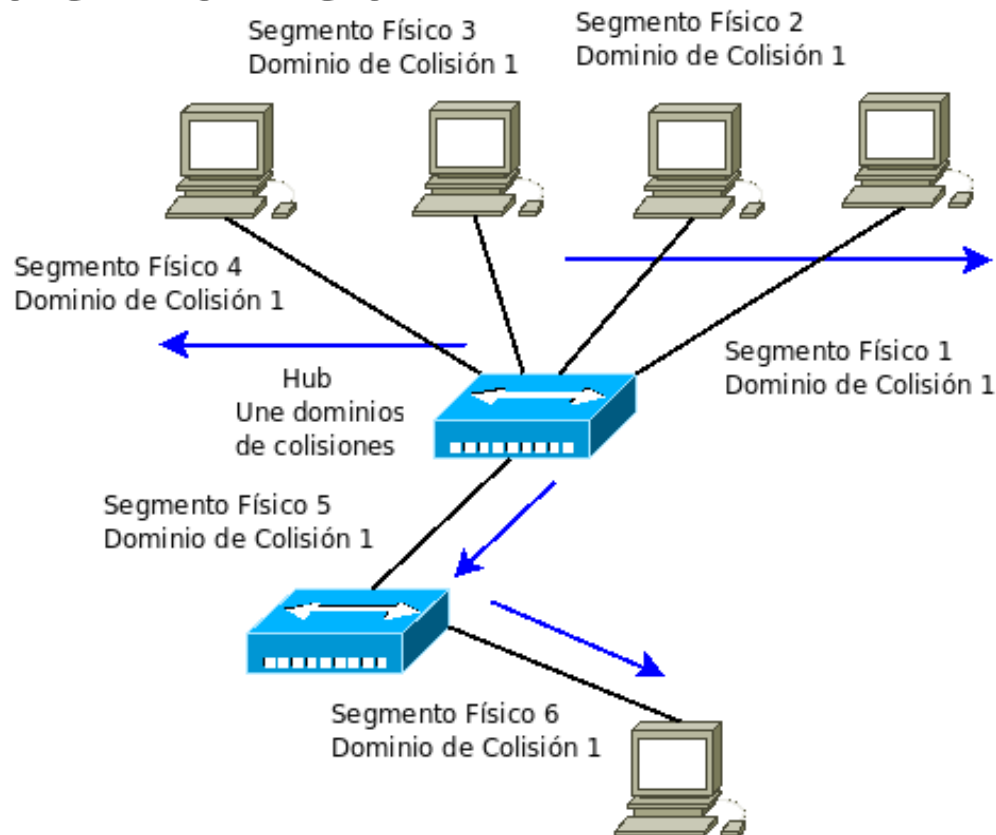 Segmento Físico 3
Dominio de Colisión 1
Segmento Físico 2
Dominio de Colisión 1
Segmento Físico 4
Dominio de Colisión 1
Segmento Físico 1
Dominio de Colisión 1
Hub
Une dominios
de colisiones
Segmento Físico 5
Dominio de Colisión 1
Segmento Físico 6
Dominio de Colisión 1